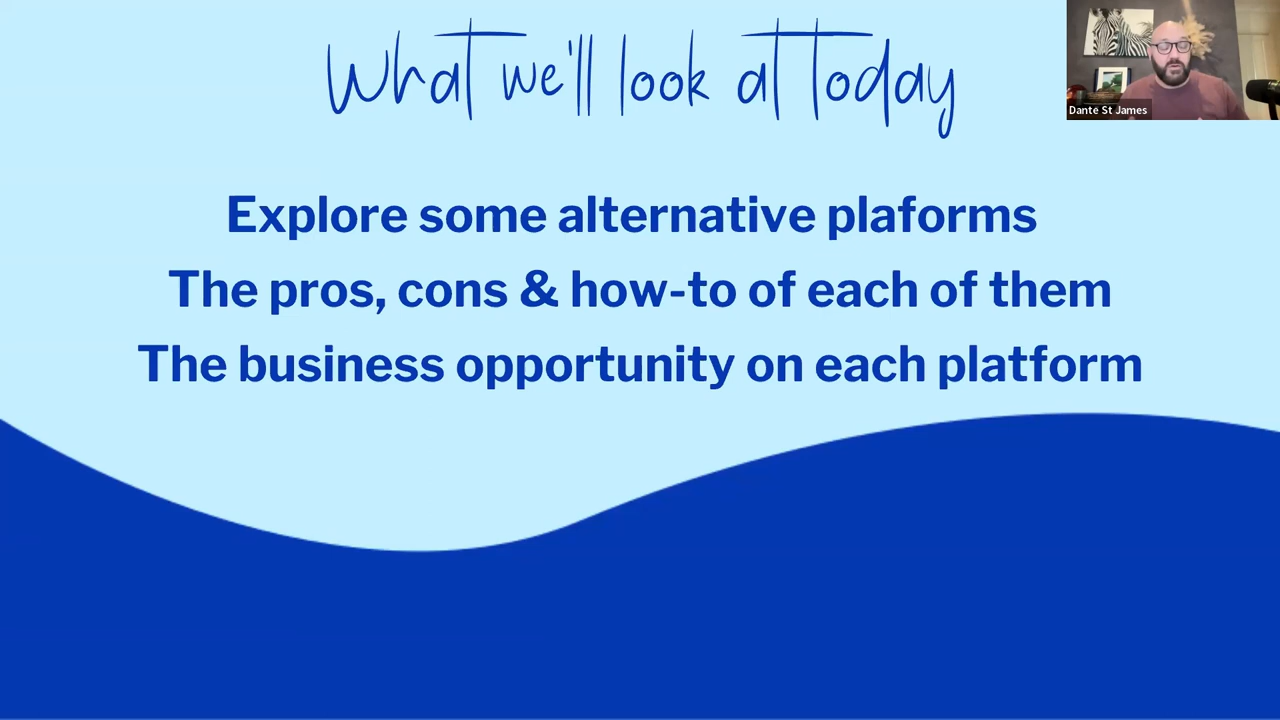 What we'll look at today
Dante St James
Explore some alternative plaforms
The pros, cons & how-to of each of them
The business opportunity on each platform